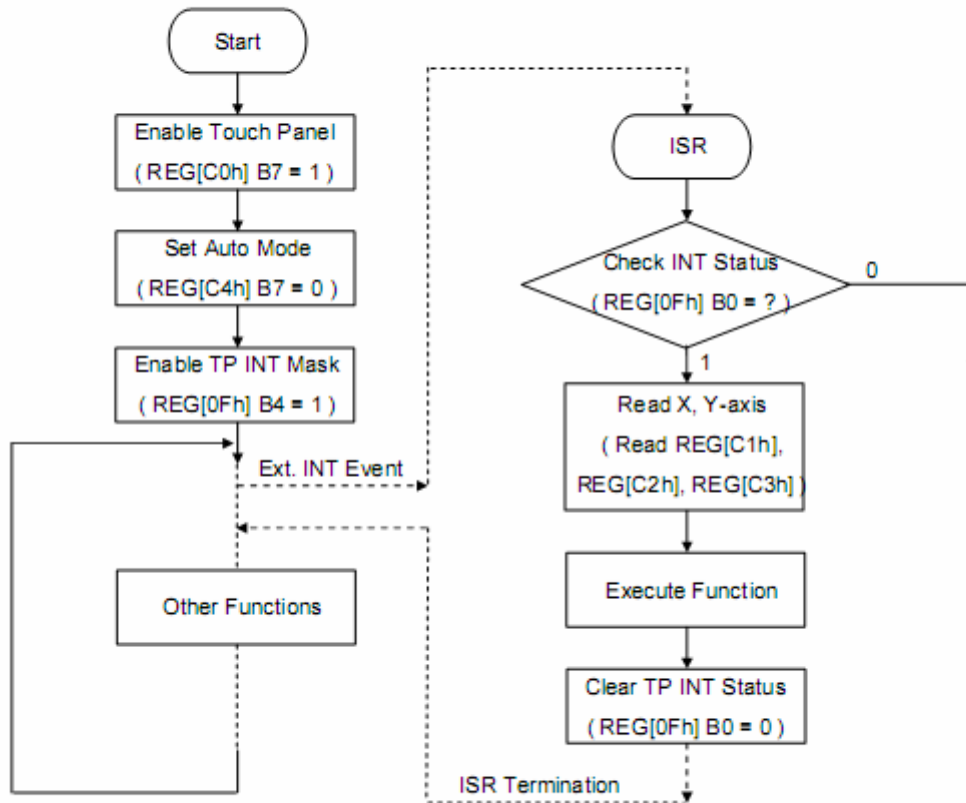 Start
Enable Touch Panel
( REG[C0h] B7 = 1 )
Set Auto Mode
(REG[C4h] B7 = 0 )
Enable TP INT Mask
( REG[0Fh] B4 = 1 )
Ext. INT Event
Other Functions
ISR
Check INT Status
( REG[0Fh] B0 = ? )
0
1
Read X, Y-axis
( Read REG[C1h],
REG[C2h], REG[C3h] )
Execute Function
Clear TP INT Status
( REG[0Fh] B0 = 0 )
ISR Termination